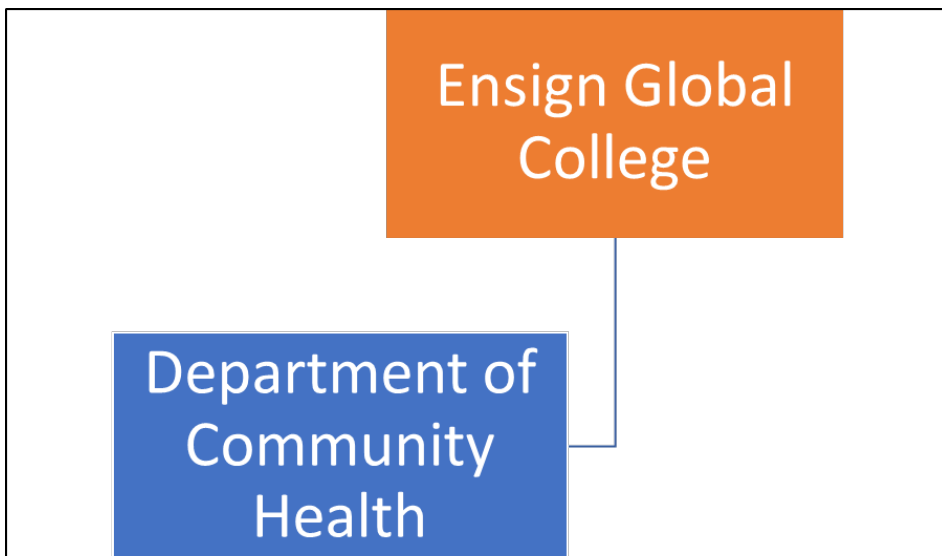 Ensign Global
College
Department of
Community
Health